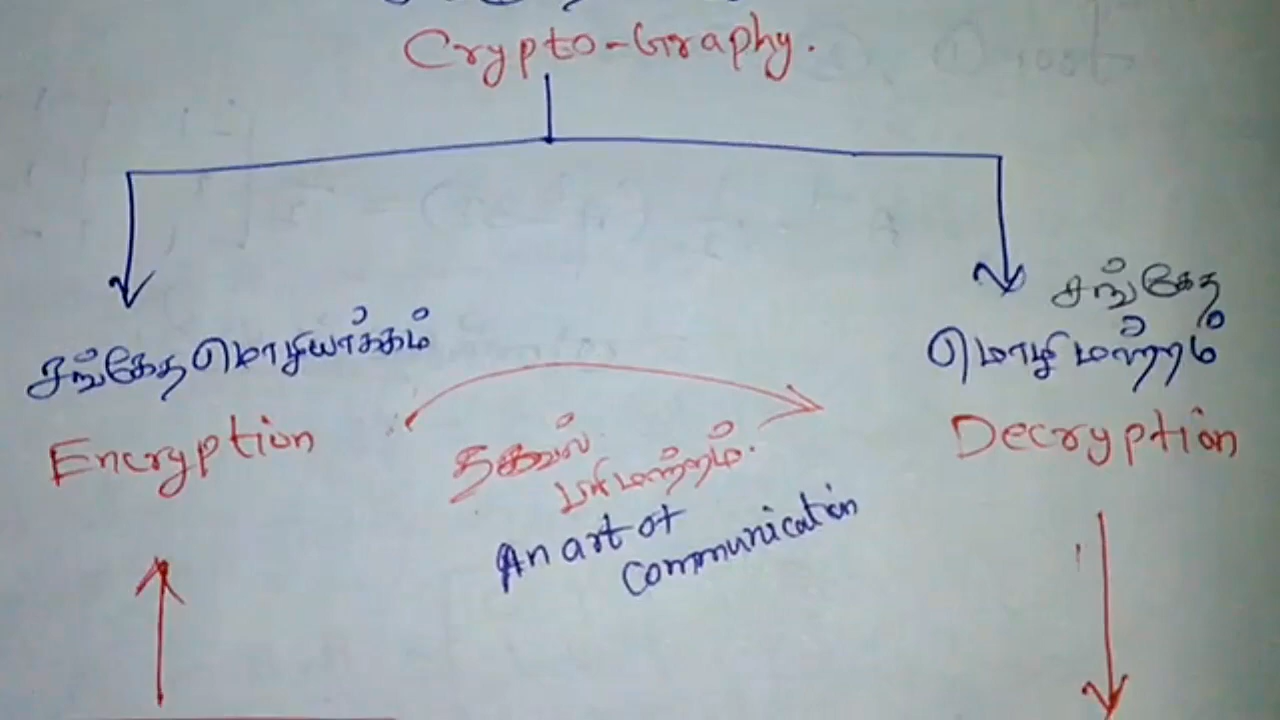 Crypto-Graphy.
சங்கேத
சங்கேத மொழியாக்கம்
மொழி மாற்றம்
Encryption
Decryption
தகவல்
பரிமாற்றம்.
An art of
Communication